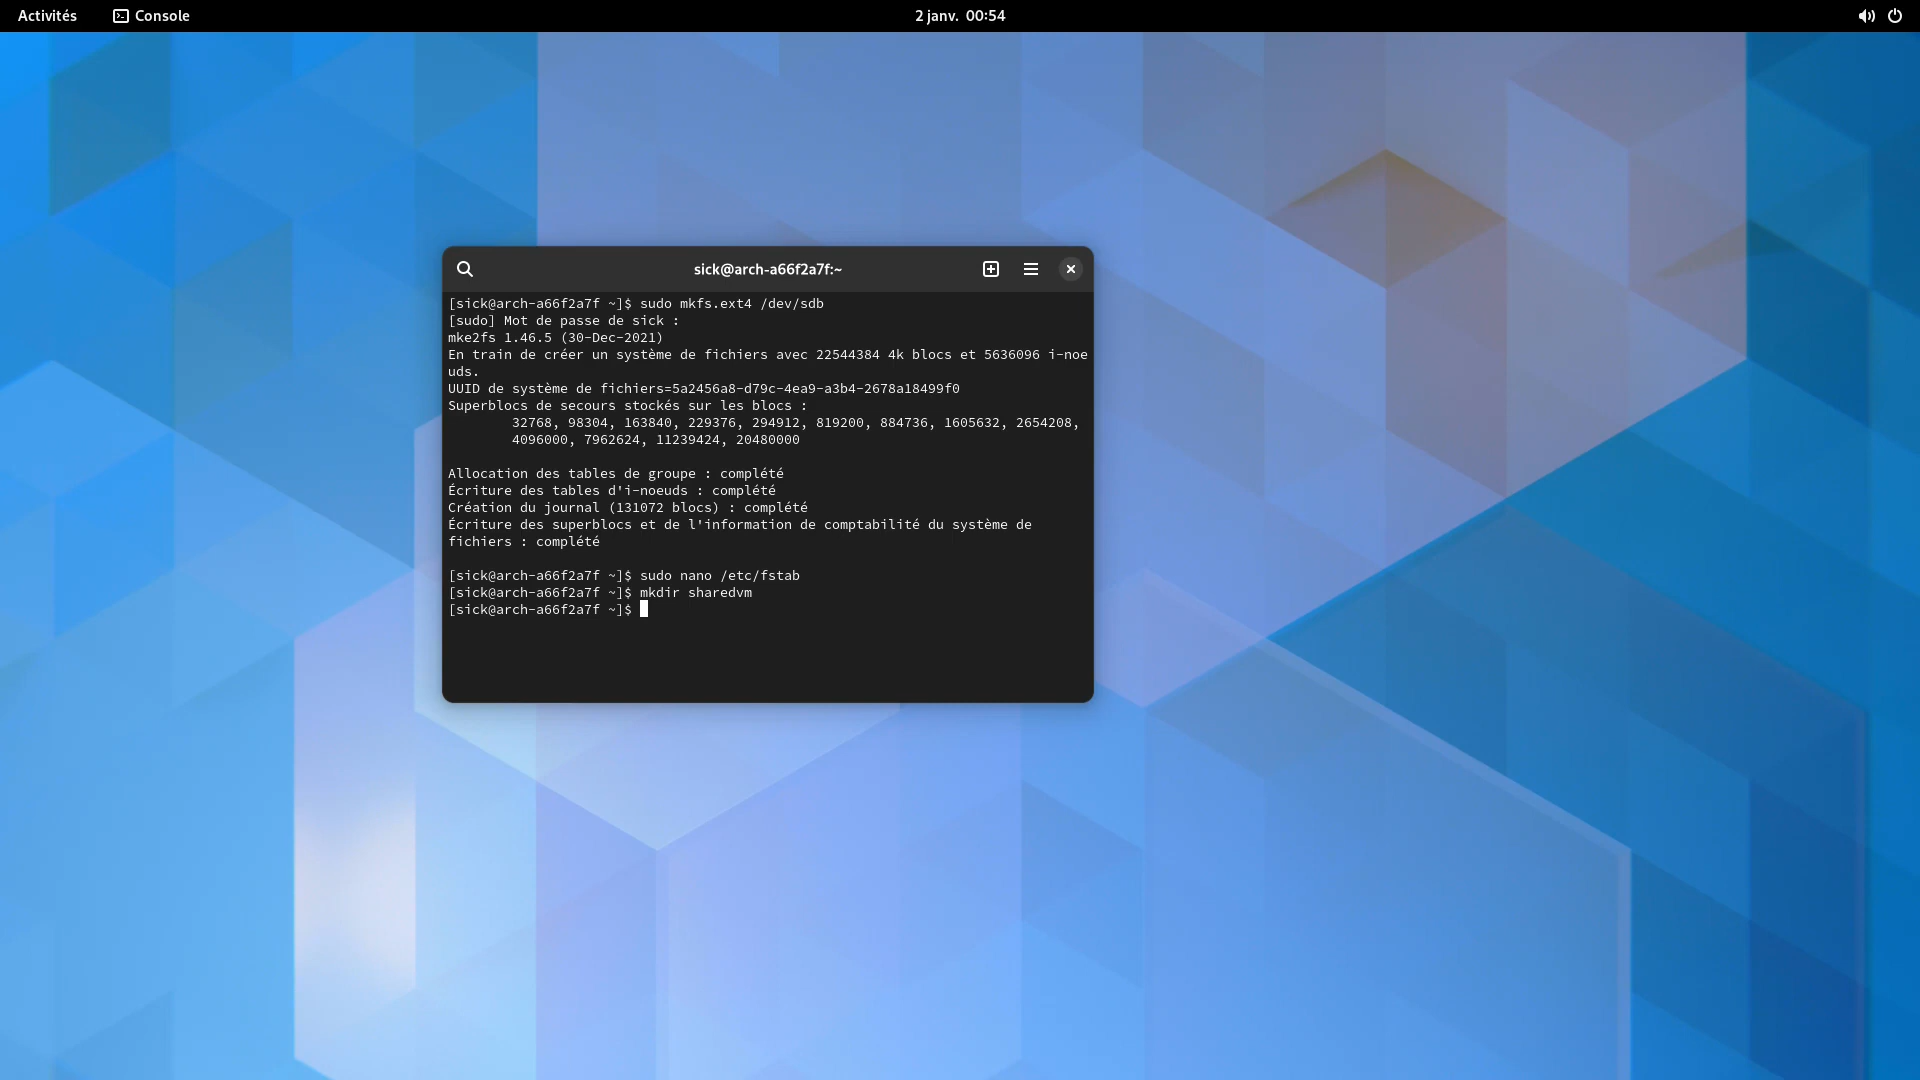 Activités
Console
2 janv. 00:54
sick@arch-a66f2a7f:~
[sick@arch-a66f2a7f ~]$ sudo mkfs.ext4 /dev/sdb
[sudo] Mot de passe de sick :
mke2fs 1.46.5 (30-Dec-2021)
En train de créer un système de fichiers avec 22544384 4k blocs et 5636096 i-noe
uds.
UUID de système de fichiers=5a2456a8-d79c-4ea9-a3b4-2678a18499f0
Superblocs de secours stockés sur les blocs :
32768, 98304, 163840, 229376, 294912, 819200, 884736, 1605632, 2654208,
4096000, 7962624, 11239424, 20480000
Allocation des tables de groupe : complété
Écriture des tables d'i-noeuds : complété
Création du journal (131072 blocs) : complété
Écriture des superblocs et de l'information de comptabilité du système de
fichiers : complété
[sick@arch-a66f2a7f ~]$ sudo nano /etc/fstab
[sick@arch-a66f2a7f ~]$ mkdir sharedvm
[sick@arch-a66f2a7f ~]$